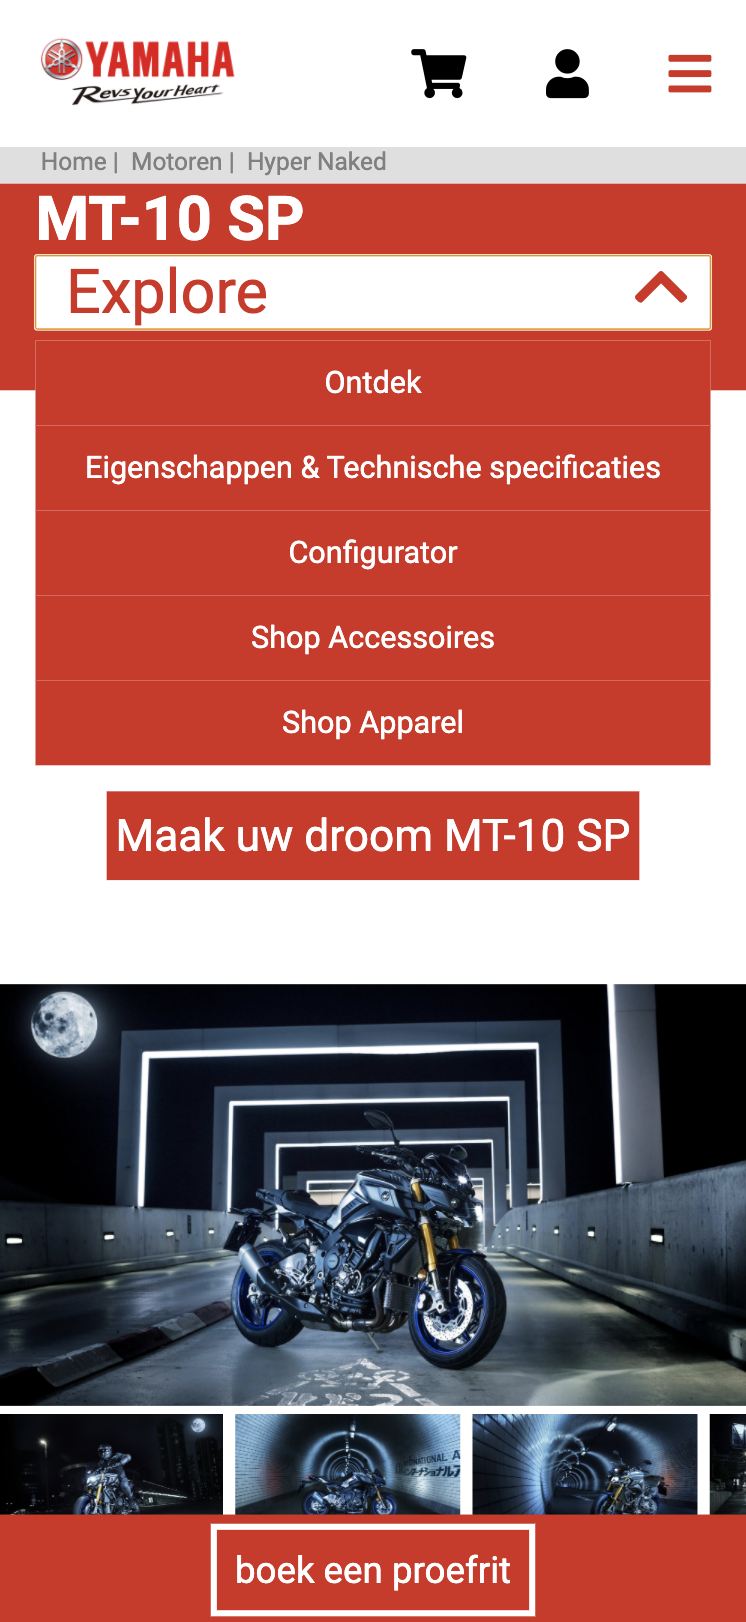 YAMAHA
Revs Your Heart
Home | Motoren | Hyper Naked
MT-10 SP
Explore
Ontdek
Eigenschappen & Technische specificaties
Configurator
Shop Accessoires
Shop Apparel
Maak uw droom MT-10 SP
NATIONAL A
boek een proefrit